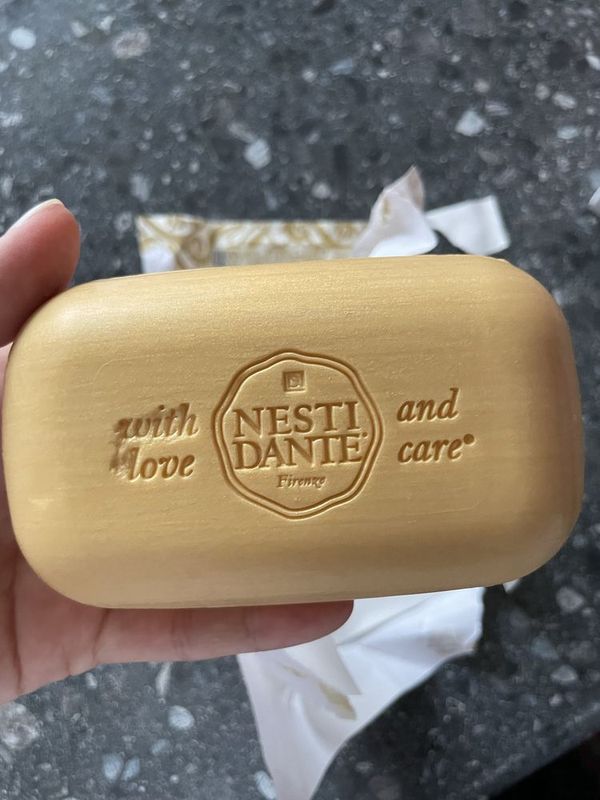 with
love
NESTI
DANTE®
Firenze
and
care®